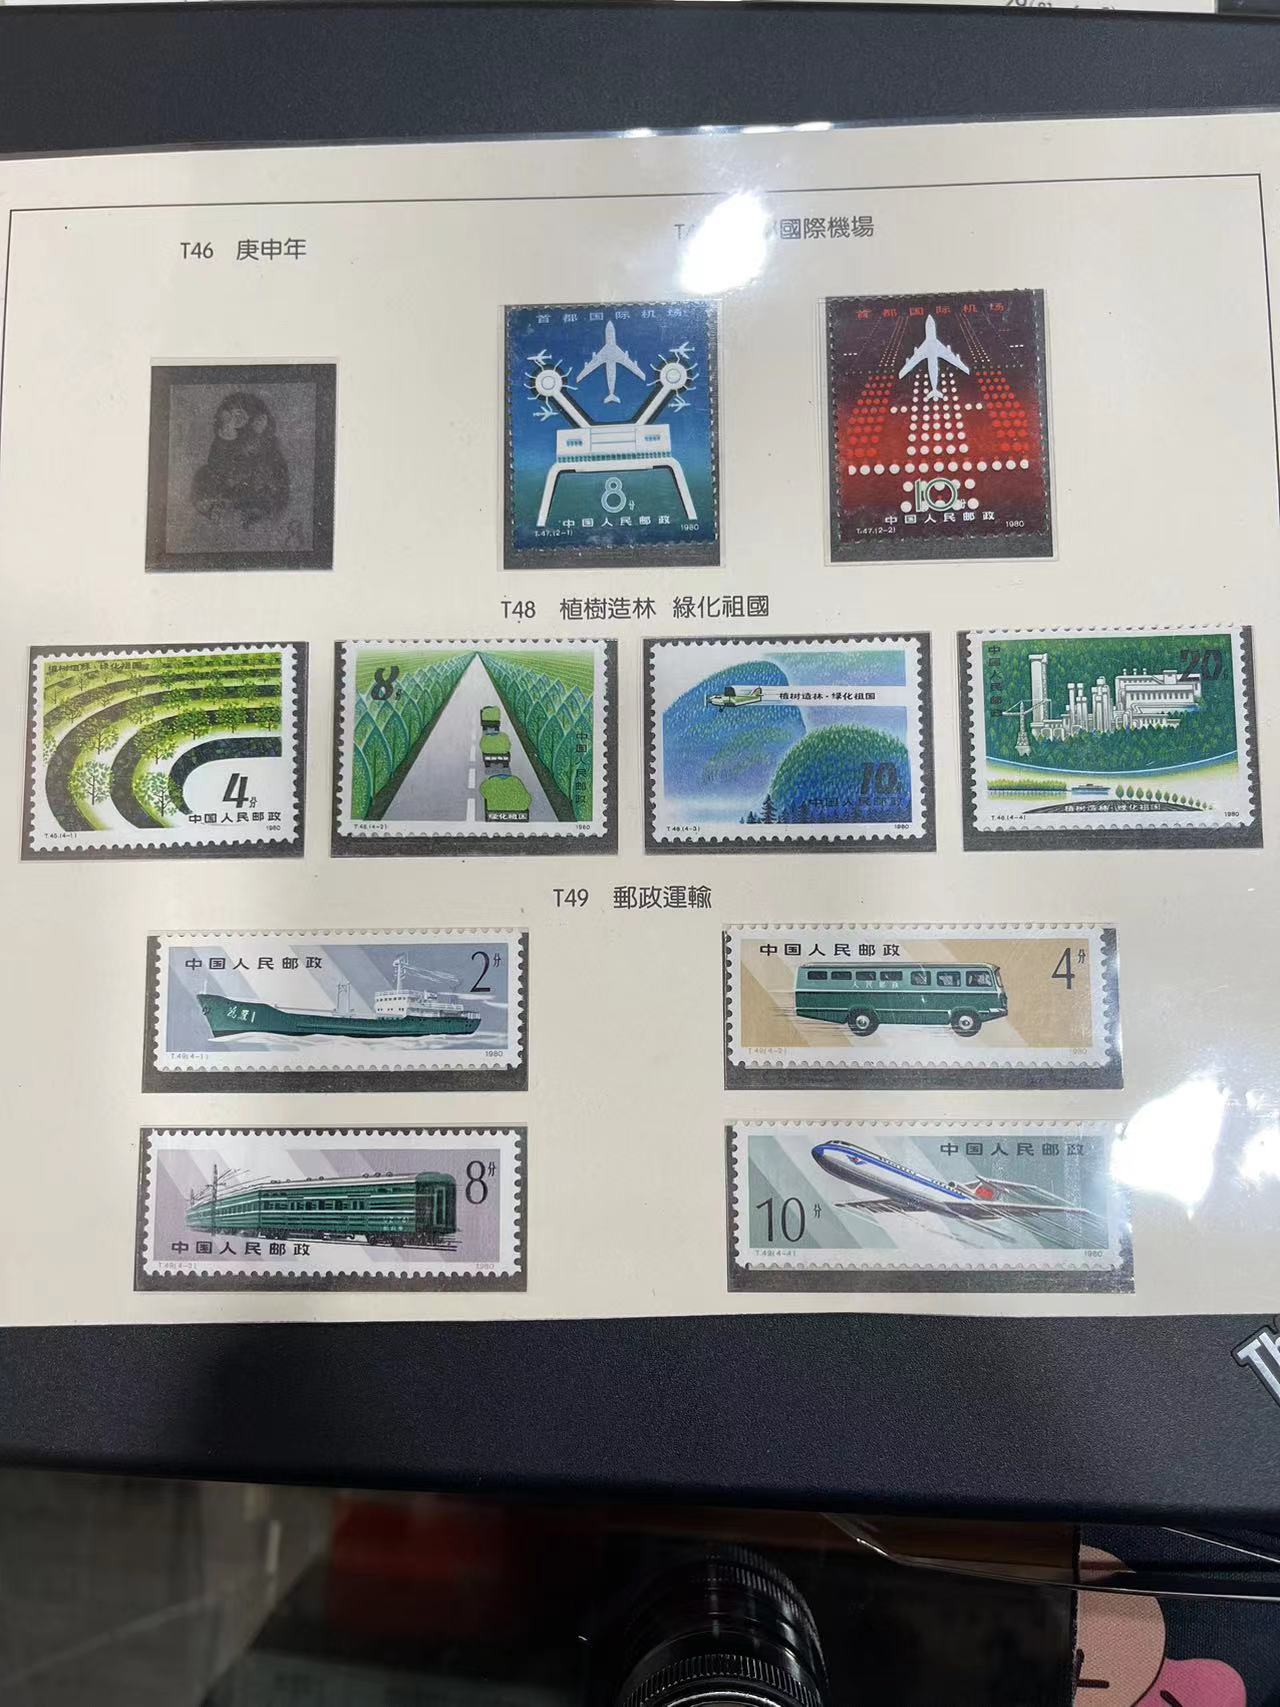 T46 庚申年
國際機場
首都国际机场
8分
中国人民邮政
T.47.(2-1)
1980
首都国际机场
10分
中国人民邮政
T.47.(2-2)
1980
T48 植樹造林 綠化祖國
植树造林·绿化祖国
4分
中国人民邮政
T.48.(4-1)
1980
8分
中国人民邮政
绿化祖国
T.48.(4-2)
1980
植树造林·绿化祖国
10分
中国人民邮政
T.48.(4-3)
1980
中国人民邮政
20分
植树造林·绿化祖国
T.48.(4-4)
1980
T49 郵政運輸
中国人民邮政
2分
T.49(4-1)
1980
中国人民邮政
4分
人民邮政
T.49(4-2)
1980
8分
中国人民邮政
T.49(4-3)
1980
中国人民邮政
10分
T.49(4-4)
1980